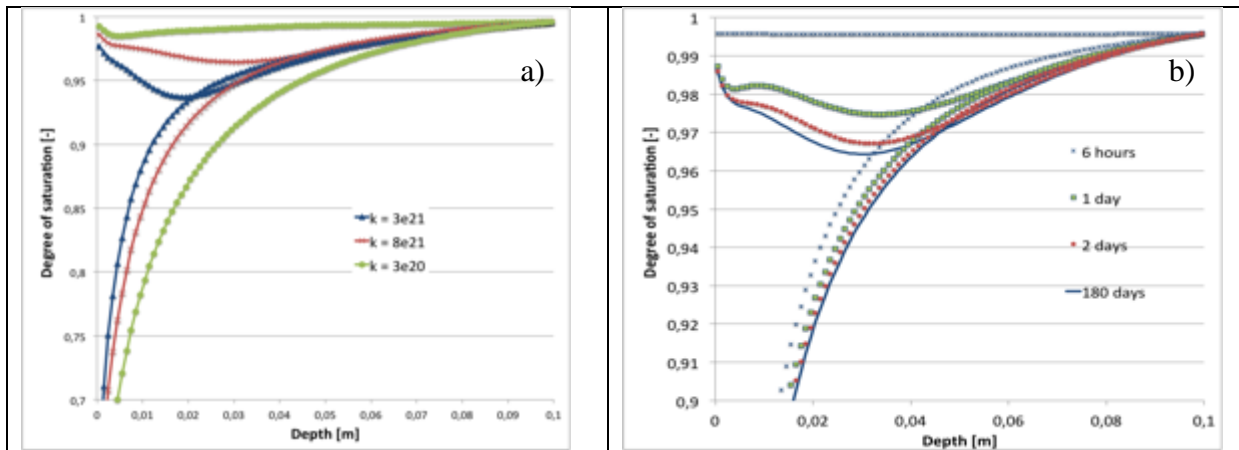 a)
Degree of saturation [-]
1
0,95
0,9
0,85
0,8
0,75
0,7
k = 3e21
k = 8e21
k = 3e20
0 0,01 0,02 0,03 0,04 0,05 0,06 0,07 0,08 0,09 0,1
Depth [m]
b)
Degree of saturation [-]
1
0,99
0,98
0,97
0,96
0,95
0,94
0,93
0,92
0,91
0,9
6 hours
1 day
2 days
180 days
0 0,02 0,04 0,06 0,08 0,1
Depth [m]